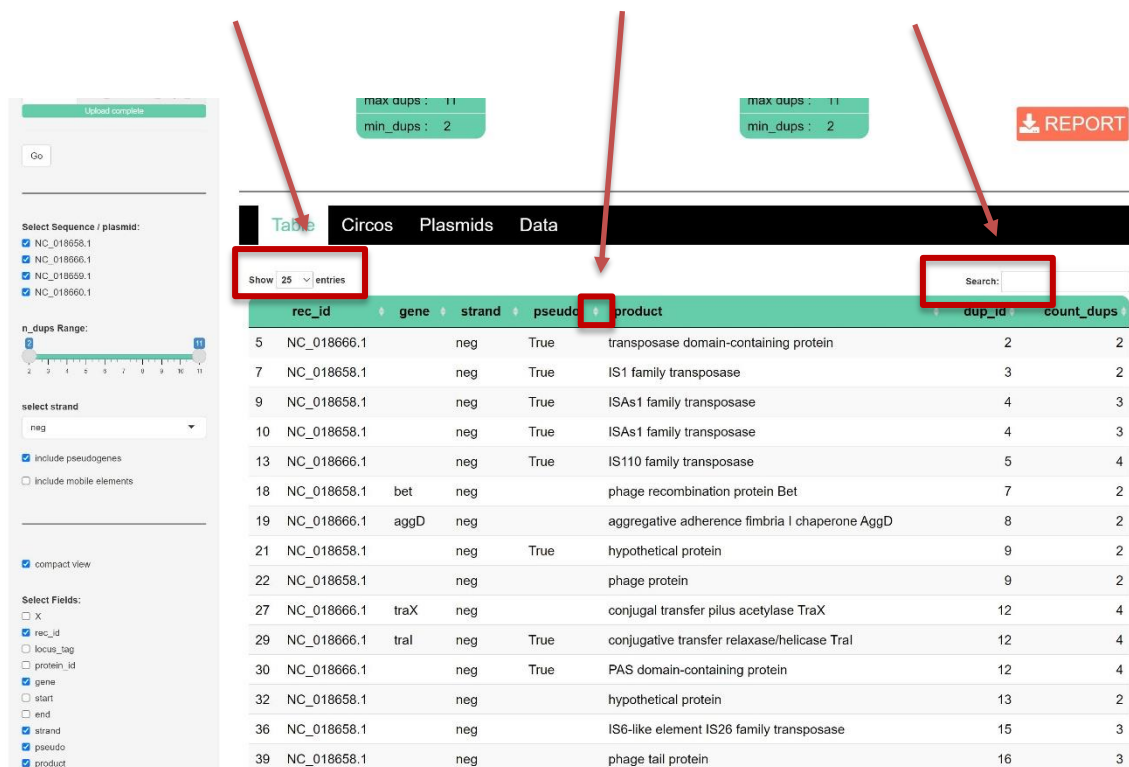 Upload complete
Go
Select Sequence / plasmid:
NC_018658.1
NC_018666.1
NC_018659.1
NC_018660.1
n_dups Range:
2 11
2 3 4 5 6 7 8 9 10 11
select strand
neg
include pseudogenes
include mobile elements
compact view
Select Fields:
X
rec_id
locus_tag
protein_id
gene
start
end
strand
pseudo
product
max dups : 11
min_dups : 2
max dups : 11
min_dups : 2
REPORT
Table Circos Plasmids Data
Show 25 entries
Search:
rec_id gene strand pseudo product dup_id count_dups
5 NC_018666.1 neg True transposase domain-containing protein 2 2
7 NC_018658.1 neg True IS1 family transposase 3 2
9 NC_018658.1 neg True ISAs1 family transposase 4 3
10 NC_018658.1 neg True ISAs1 family transposase 4 3
13 NC_018666.1 neg True IS110 family transposase 5 4
18 NC_018658.1 bet neg phage recombination protein Bet 7 2
19 NC_018666.1 aggD neg aggregative adherence fimbria I chaperone AggD 8 2
21 NC_018658.1 neg True hypothetical protein 9 2
22 NC_018658.1 neg phage protein 9 2
27 NC_018666.1 traX neg conjugal transfer pilus acetylase TraX 12 4
29 NC_018666.1 traI neg True conjugative transfer relaxase/helicase TraI 12 4
30 NC_018666.1 neg True PAS domain-containing protein 12 4
32 NC_018658.1 neg hypothetical protein 13 2
36 NC_018658.1 neg IS6-like element IS26 family transposase 15 3
39 NC_018658.1 neg phage tail protein 16 3